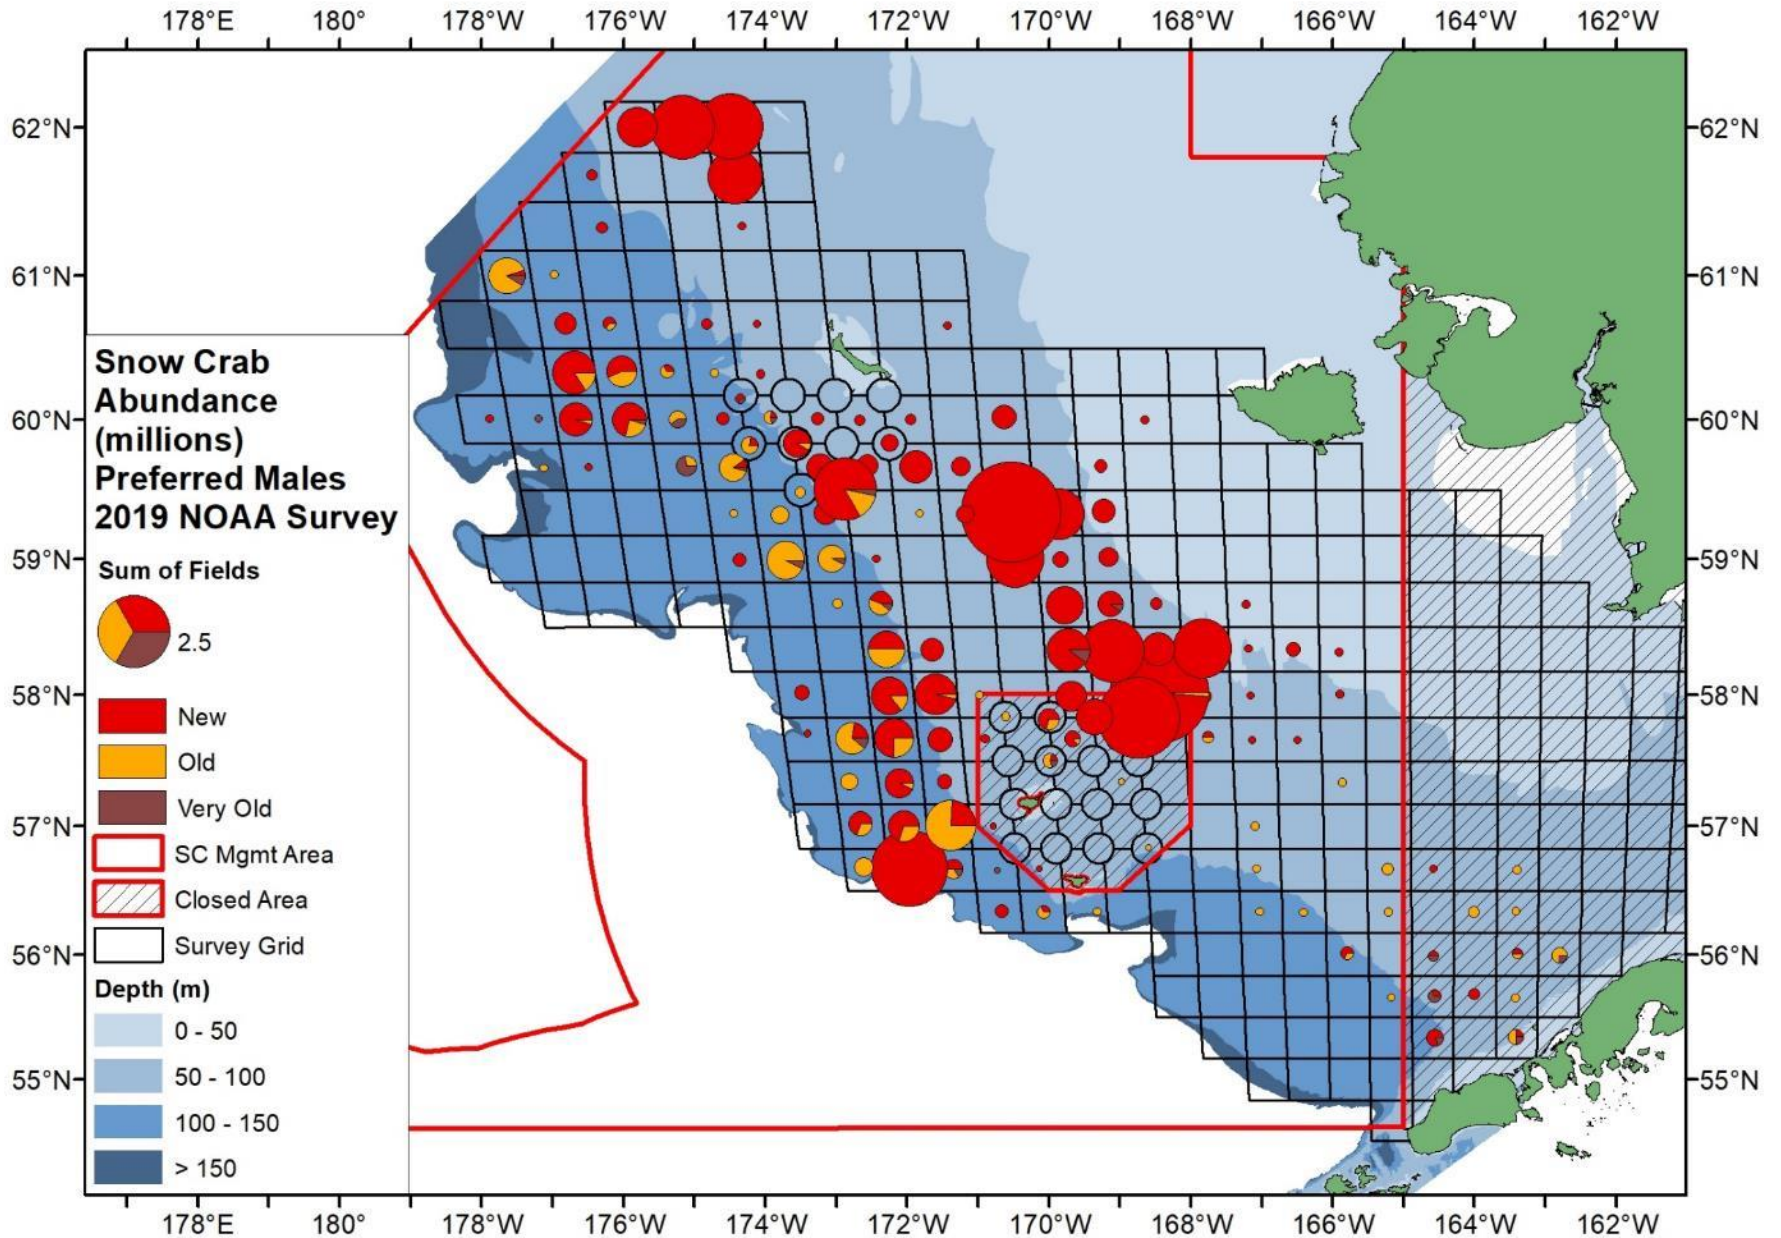 178°E 180° 178°W 176°W 174°W 172°W 170°W 168°W 166°W 164°W 162°W
62°N 62°N
61°N 61°N
Snow Crab
Abundance
(millions)
Preferred Males
2019 NOAA Survey
60°N 60°N
59°N 59°N
Sum of Fields
2.5
58°N 58°N
New
Old
Very Old
57°N 57°N
SC Mgmt Area
Closed Area
Survey Grid
56°N 56°N
Depth (m)
0 - 50
50 - 100
55°N 55°N
100 - 150
> 150
178°E 180° 178°W 176°W 174°W 172°W 170°W 168°W 166°W 164°W 162°W